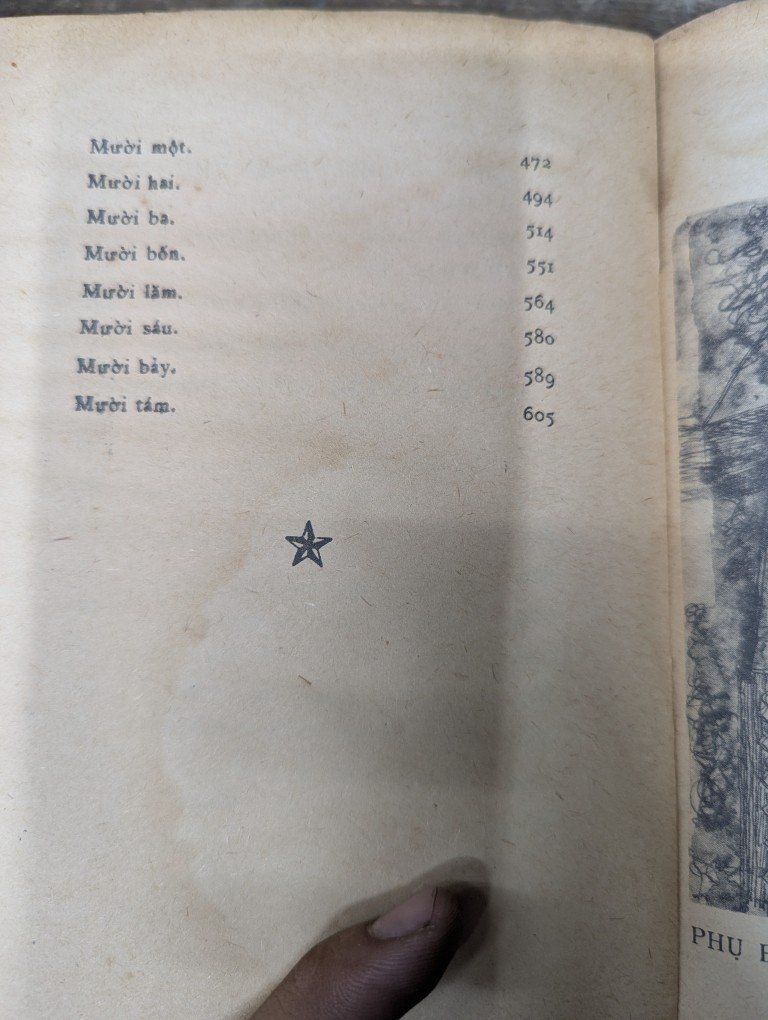 Mười một. 472
Mười hai. 494
Mười ba. 514
Mười bốn. 551
Mười lăm. 564
Mười sáu. 580
Mười bảy. 589
Mười tám. 605
PHỤ